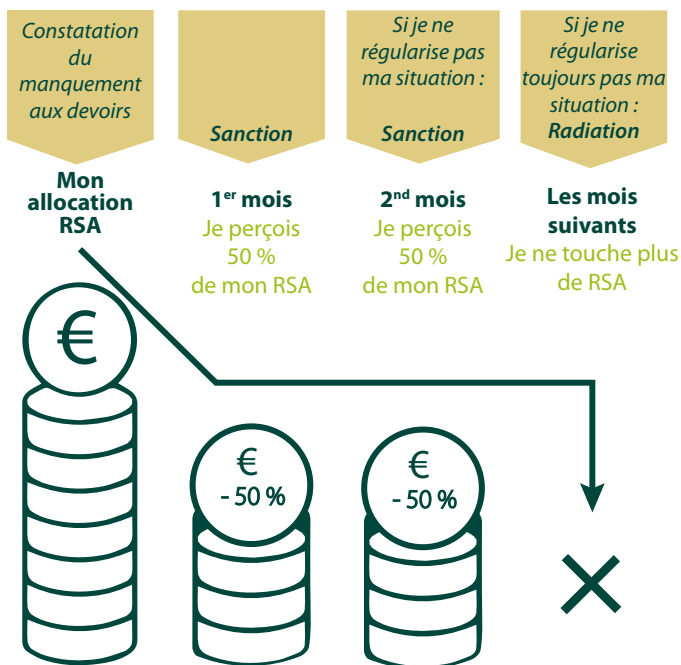 Constatation
du
manquement
aux devoirs
Mon
allocation
RSA
€
Sanction
1er mois
Je perçois
50 %
de mon RSA
€
- 50 %
Si je ne
régularise pas
ma situation :
Sanction
2nd mois
Je perçois
50 %
de mon RSA
€
- 50 %
Si je ne
régularise
toujours pas ma
situation :
Radiation
Les mois
suivants
Je ne touche plus
de RSA